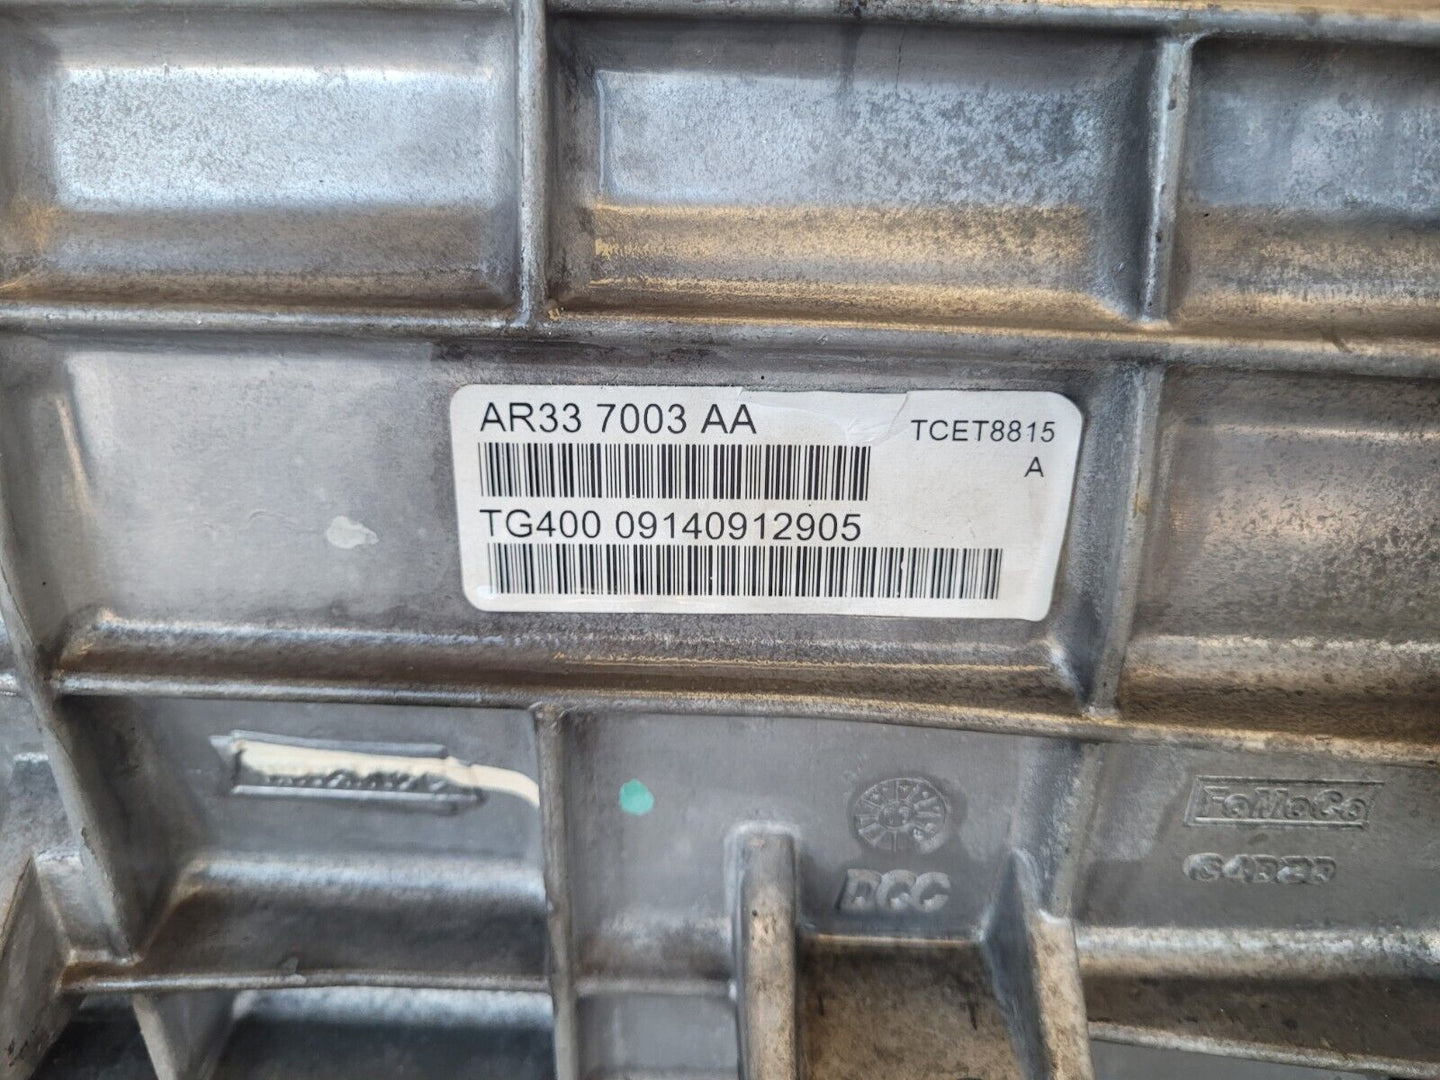 AR33 7003 AA
TCET8815
A
TG400 09140912905
FoMoCo
DCC